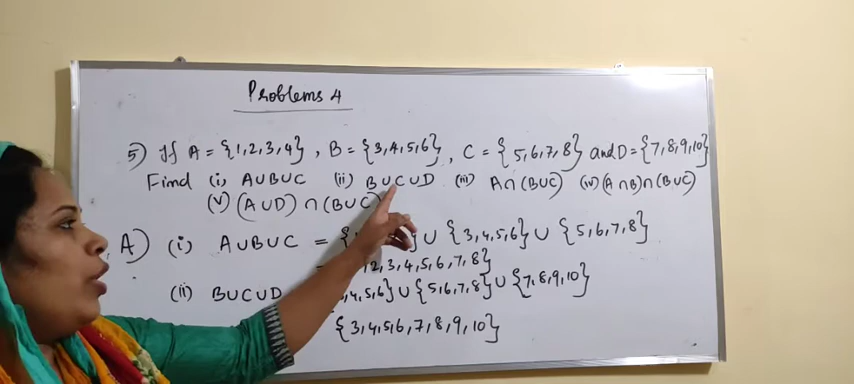 Problems 4
5) If A = {1,2,3,4} , B = {3,4,5,6} , C = {5,6,7,8} and D = {7,8,9,10}
Find (i) A∪B∪C (ii) B∪C∪D (iii) A∩(B∪C) (iv) (A∩B)∩(B∪C)
(v) (A∪D)∩(B∪C)
A) (i) A∪B∪C = { } ∪ {3,4,5,6} ∪ {5,6,7,8}
= 2,3,4,5,6,7,8}
(ii) B∪C∪D 4,5,6} ∪ {5,6,7,8} ∪ {7,8,9,10}
{3,4,5,6,7,8,9,10}